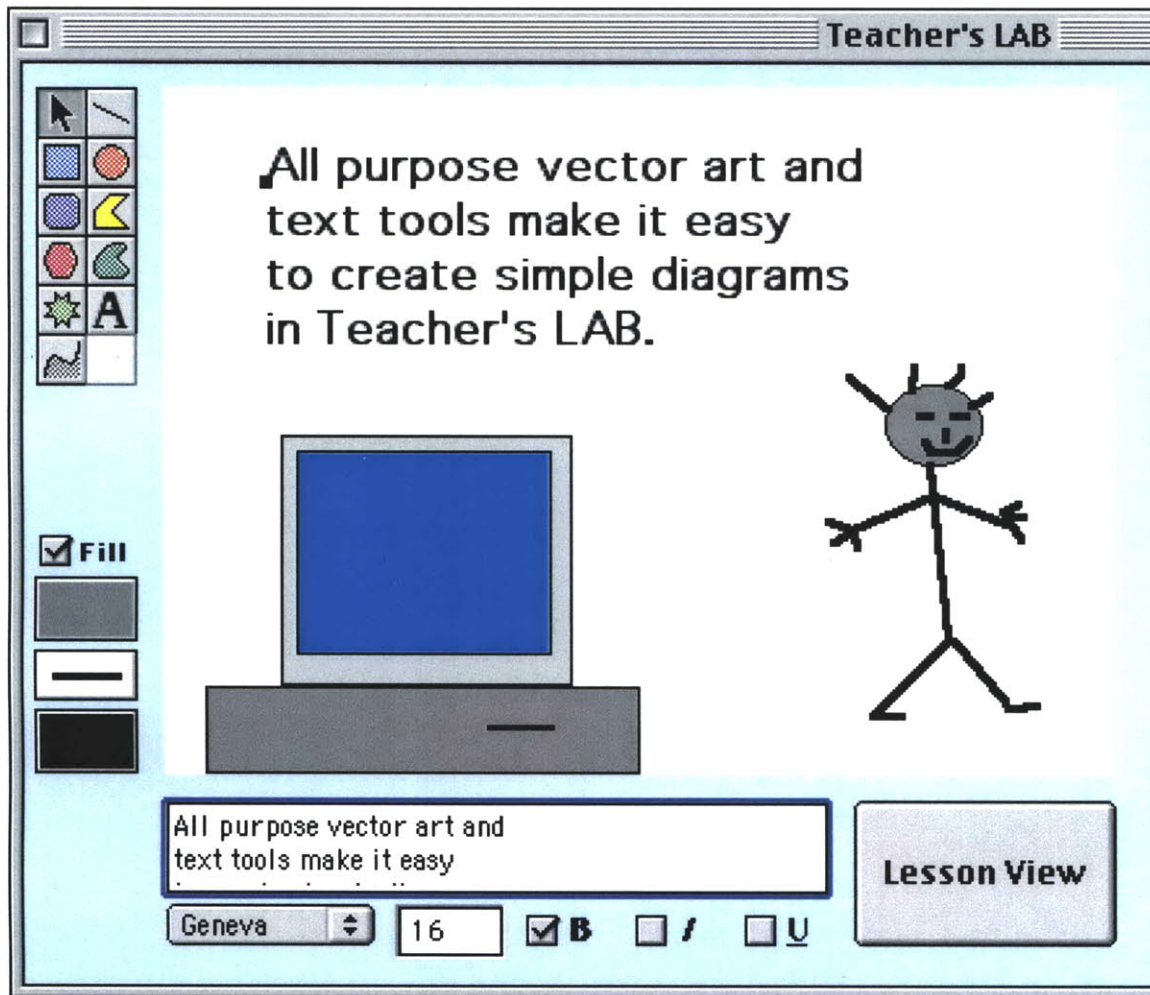 Teacher's LAB
A
All purpose vector art and
text tools make it easy
to create simple diagrams
in Teacher's LAB.
Fill
All purpose vector art and
text tools make it easy
Lesson View
Geneva
16
B
I
U